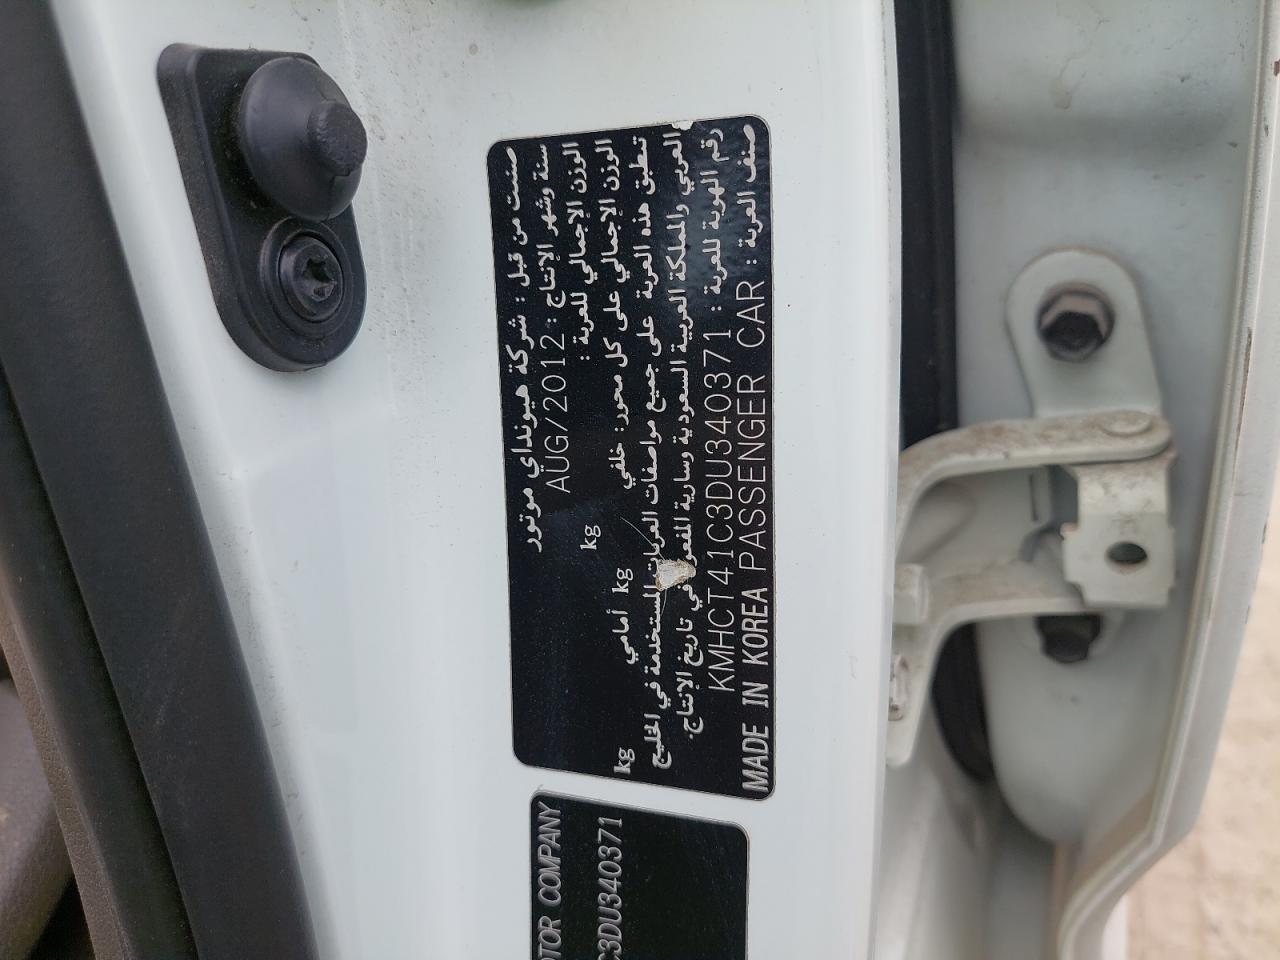 صنعت من قبل : شركة هيونداي موتور
سنة وشهر الإنتاج : AUG/2012
الوزن الإجمالي للعربة : kg
الوزن الإجمالي على كل محور: خلفي kg أمامي kg
تنطبق هذه العربة على جميع مواصفات العربات المستخدمة في الخليج
العربي والمملكة العربية السعودية وسارية المفعول في تاريخ الإنتاج.
رقم الهوية للعربة : KMHCT41C3DU340371
صنف العربة : PASSENGER CAR MADE IN KOREA
TOR COMPANY
C3DU340371